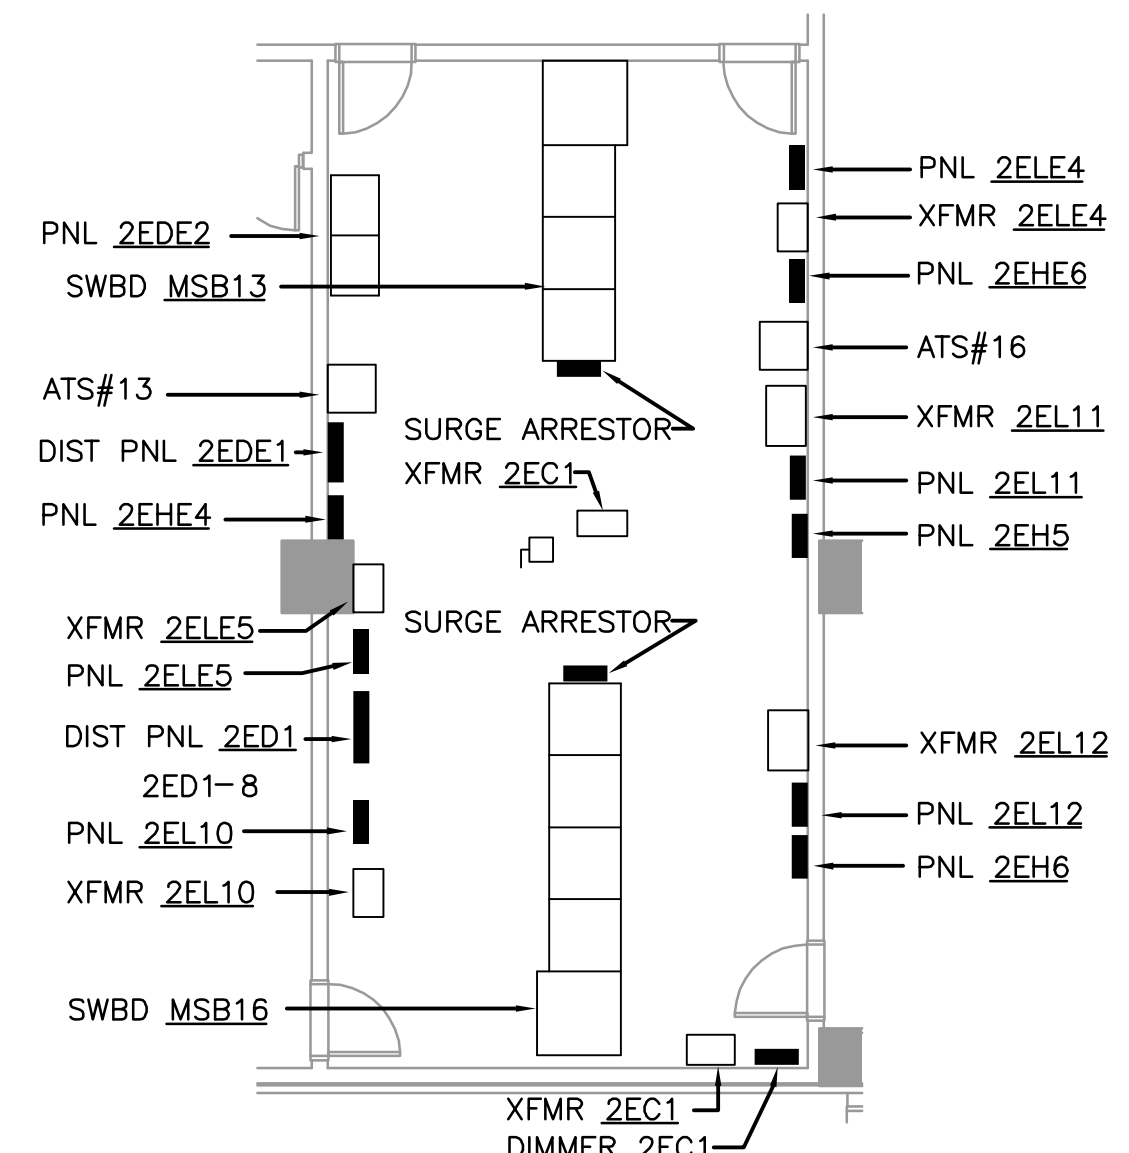 PNL 2ELE4
XFMR 2ELE4
PNL 2EDE2
PNL 2EHE6
SWBD MSB13
ATS#16
ATS#13
XFMR 2EL11
SURGE ARRESTOR
DIST PNL 2EDE1
XFMR 2EC1
PNL 2EL11
PNL 2EHE4
PNL 2EH5
SURGE ARRESTOR
XFMR 2ELE5
PNL 2ELE5
DIST PNL 2ED1
XFMR 2EL12
2ED1-8
PNL 2EL12
PNL 2EL10
PNL 2EH6
XFMR 2EL10
SWBD MSB16
XFMR 2EC1
DIMMER 2EC1